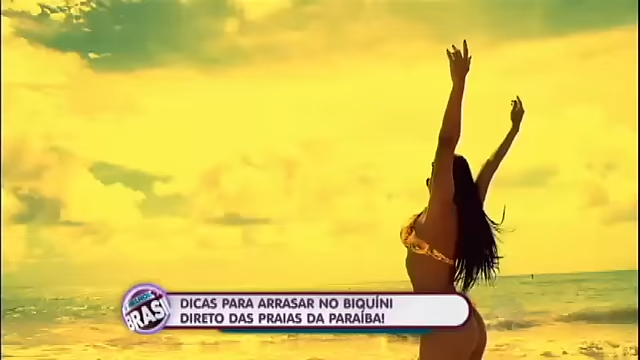 BRASIL
DICAS PARA ARRASAR NO BIQUÍNI
DIRETO DAS PRAIAS DA PARAÍBA!